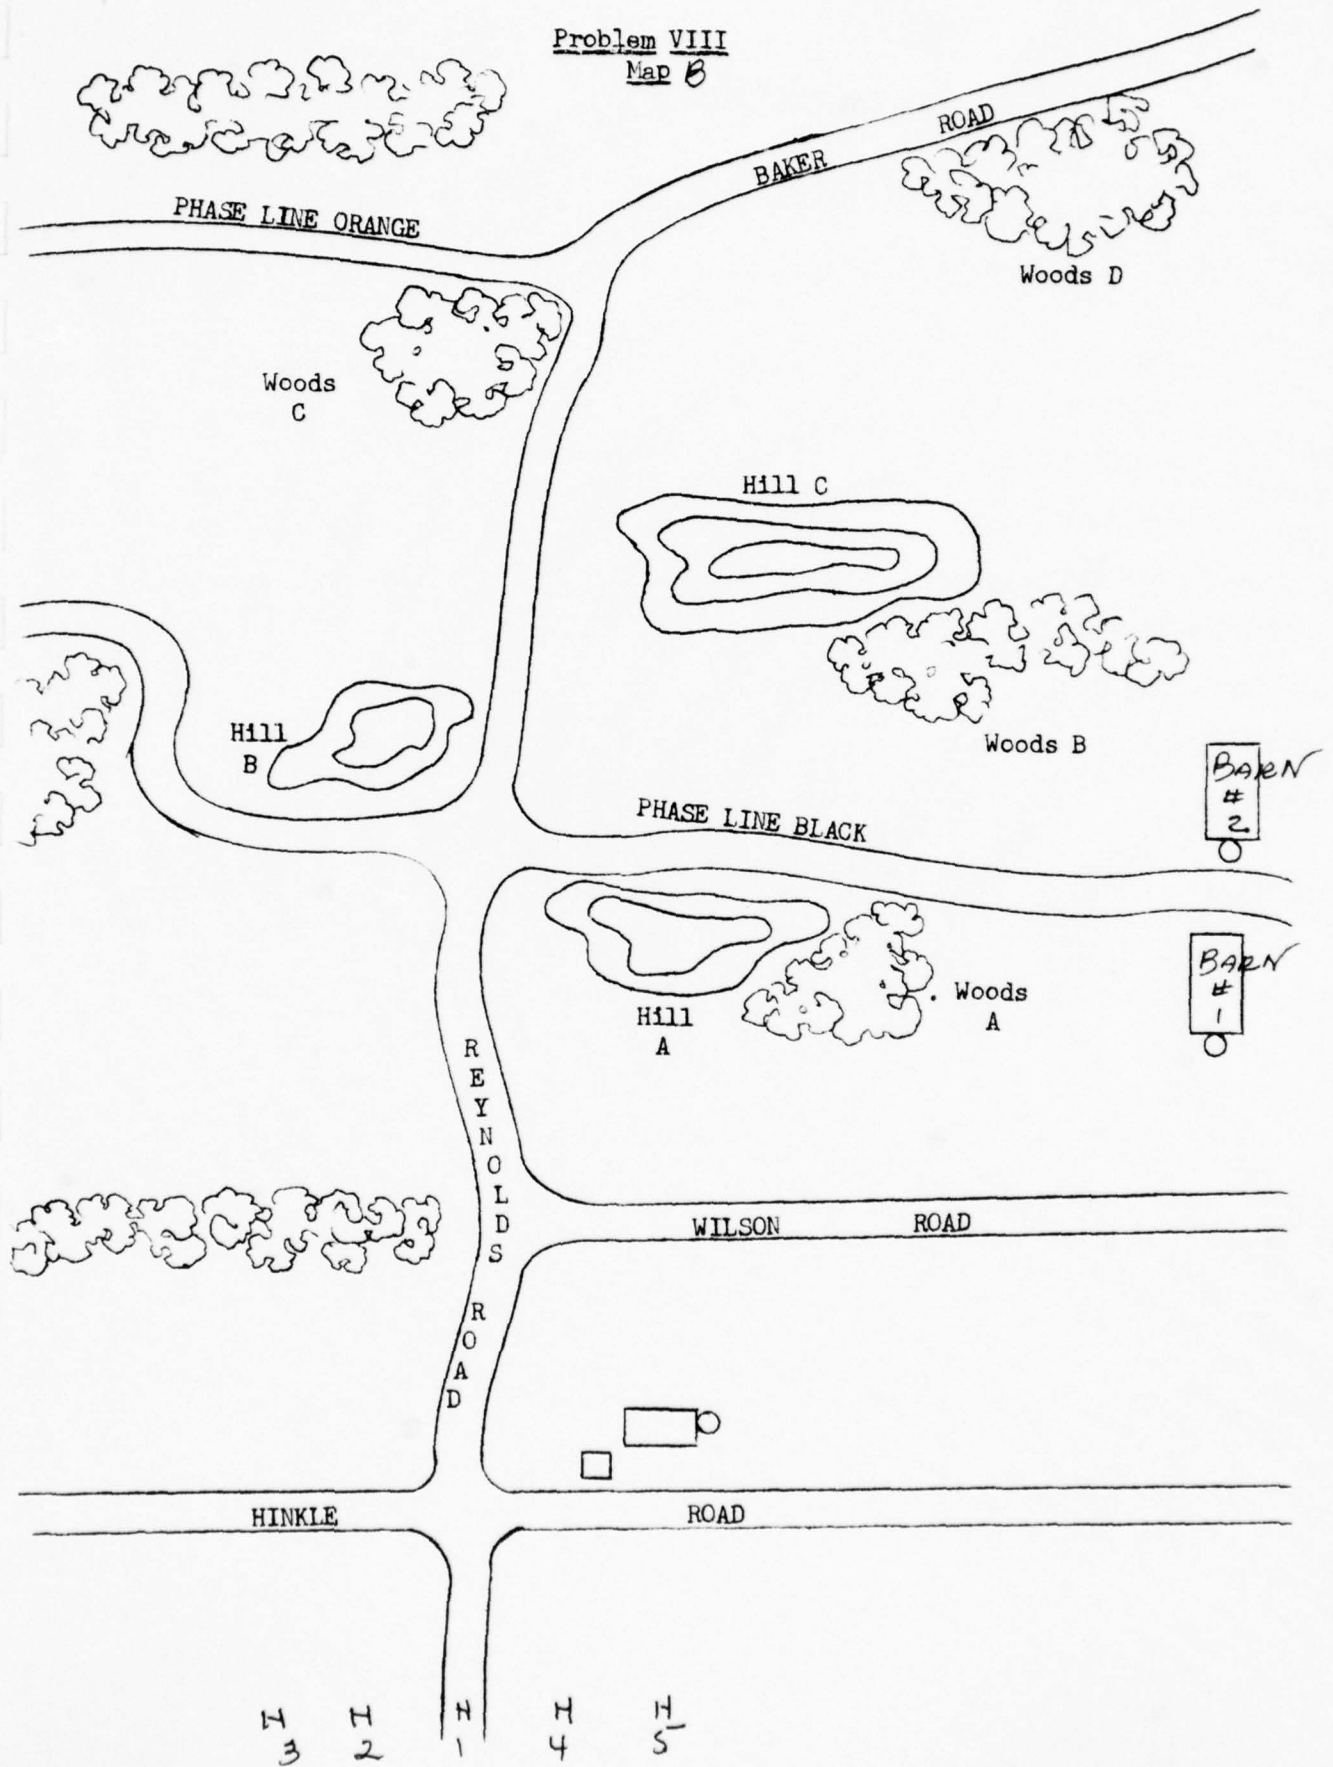 Problem VIII
Map B
ROAD
BAKER
PHASE LINE ORANGE
Woods D
Woods
C
Hill C
Hill
B
Woods B
BARN
#
2
PHASE LINE BLACK
BARN
#
1
Woods
A
Hill
A
REYNOLDS ROAD
WILSON ROAD
HINKLE ROAD
H H H H H
3 2 1 4 5